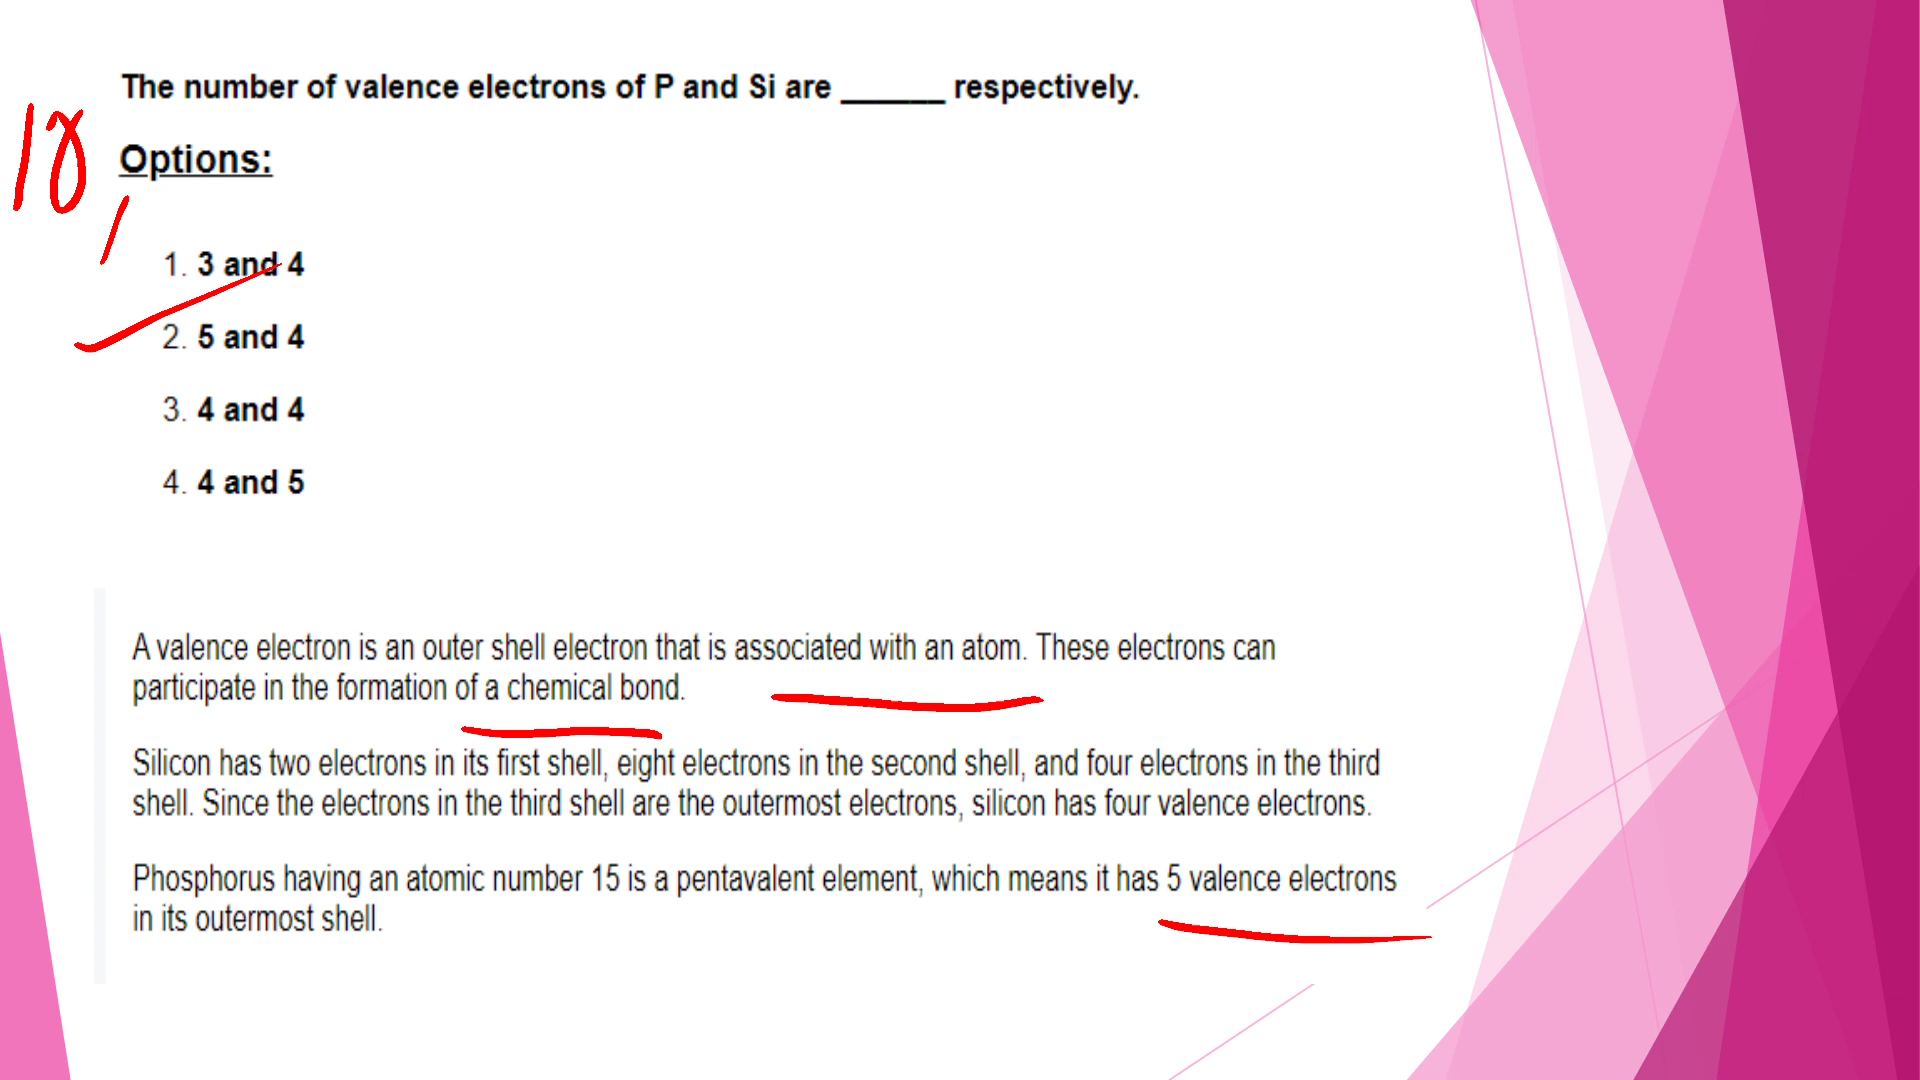 The number of valence electrons of P and Si are ______ respectively.
18,
Options:
1. 3 and 4
2. 5 and 4
3. 4 and 4
4. 4 and 5
A valence electron is an outer shell electron that is associated with an atom. These electrons can
participate in the formation of a chemical bond.
Silicon has two electrons in its first shell, eight electrons in the second shell, and four electrons in the third
shell. Since the electrons in the third shell are the outermost electrons, silicon has four valence electrons.
Phosphorus having an atomic number 15 is a pentavalent element, which means it has 5 valence electrons
in its outermost shell.